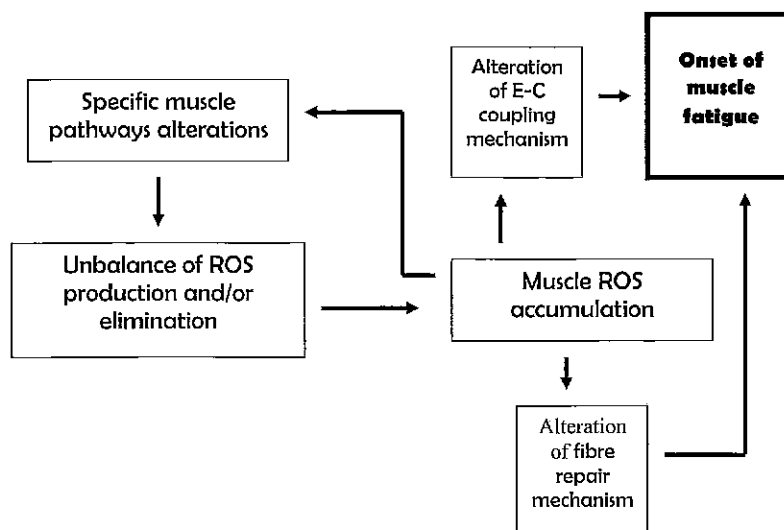 Specific muscle
pathways alterations
Unbalance of ROS
production and/or
elimination
Muscle ROS
accumulation
Alteration
of E-C
coupling
mechanism
Onset of
muscle
fatigue
Alteration
of fibre
repair
mechanism